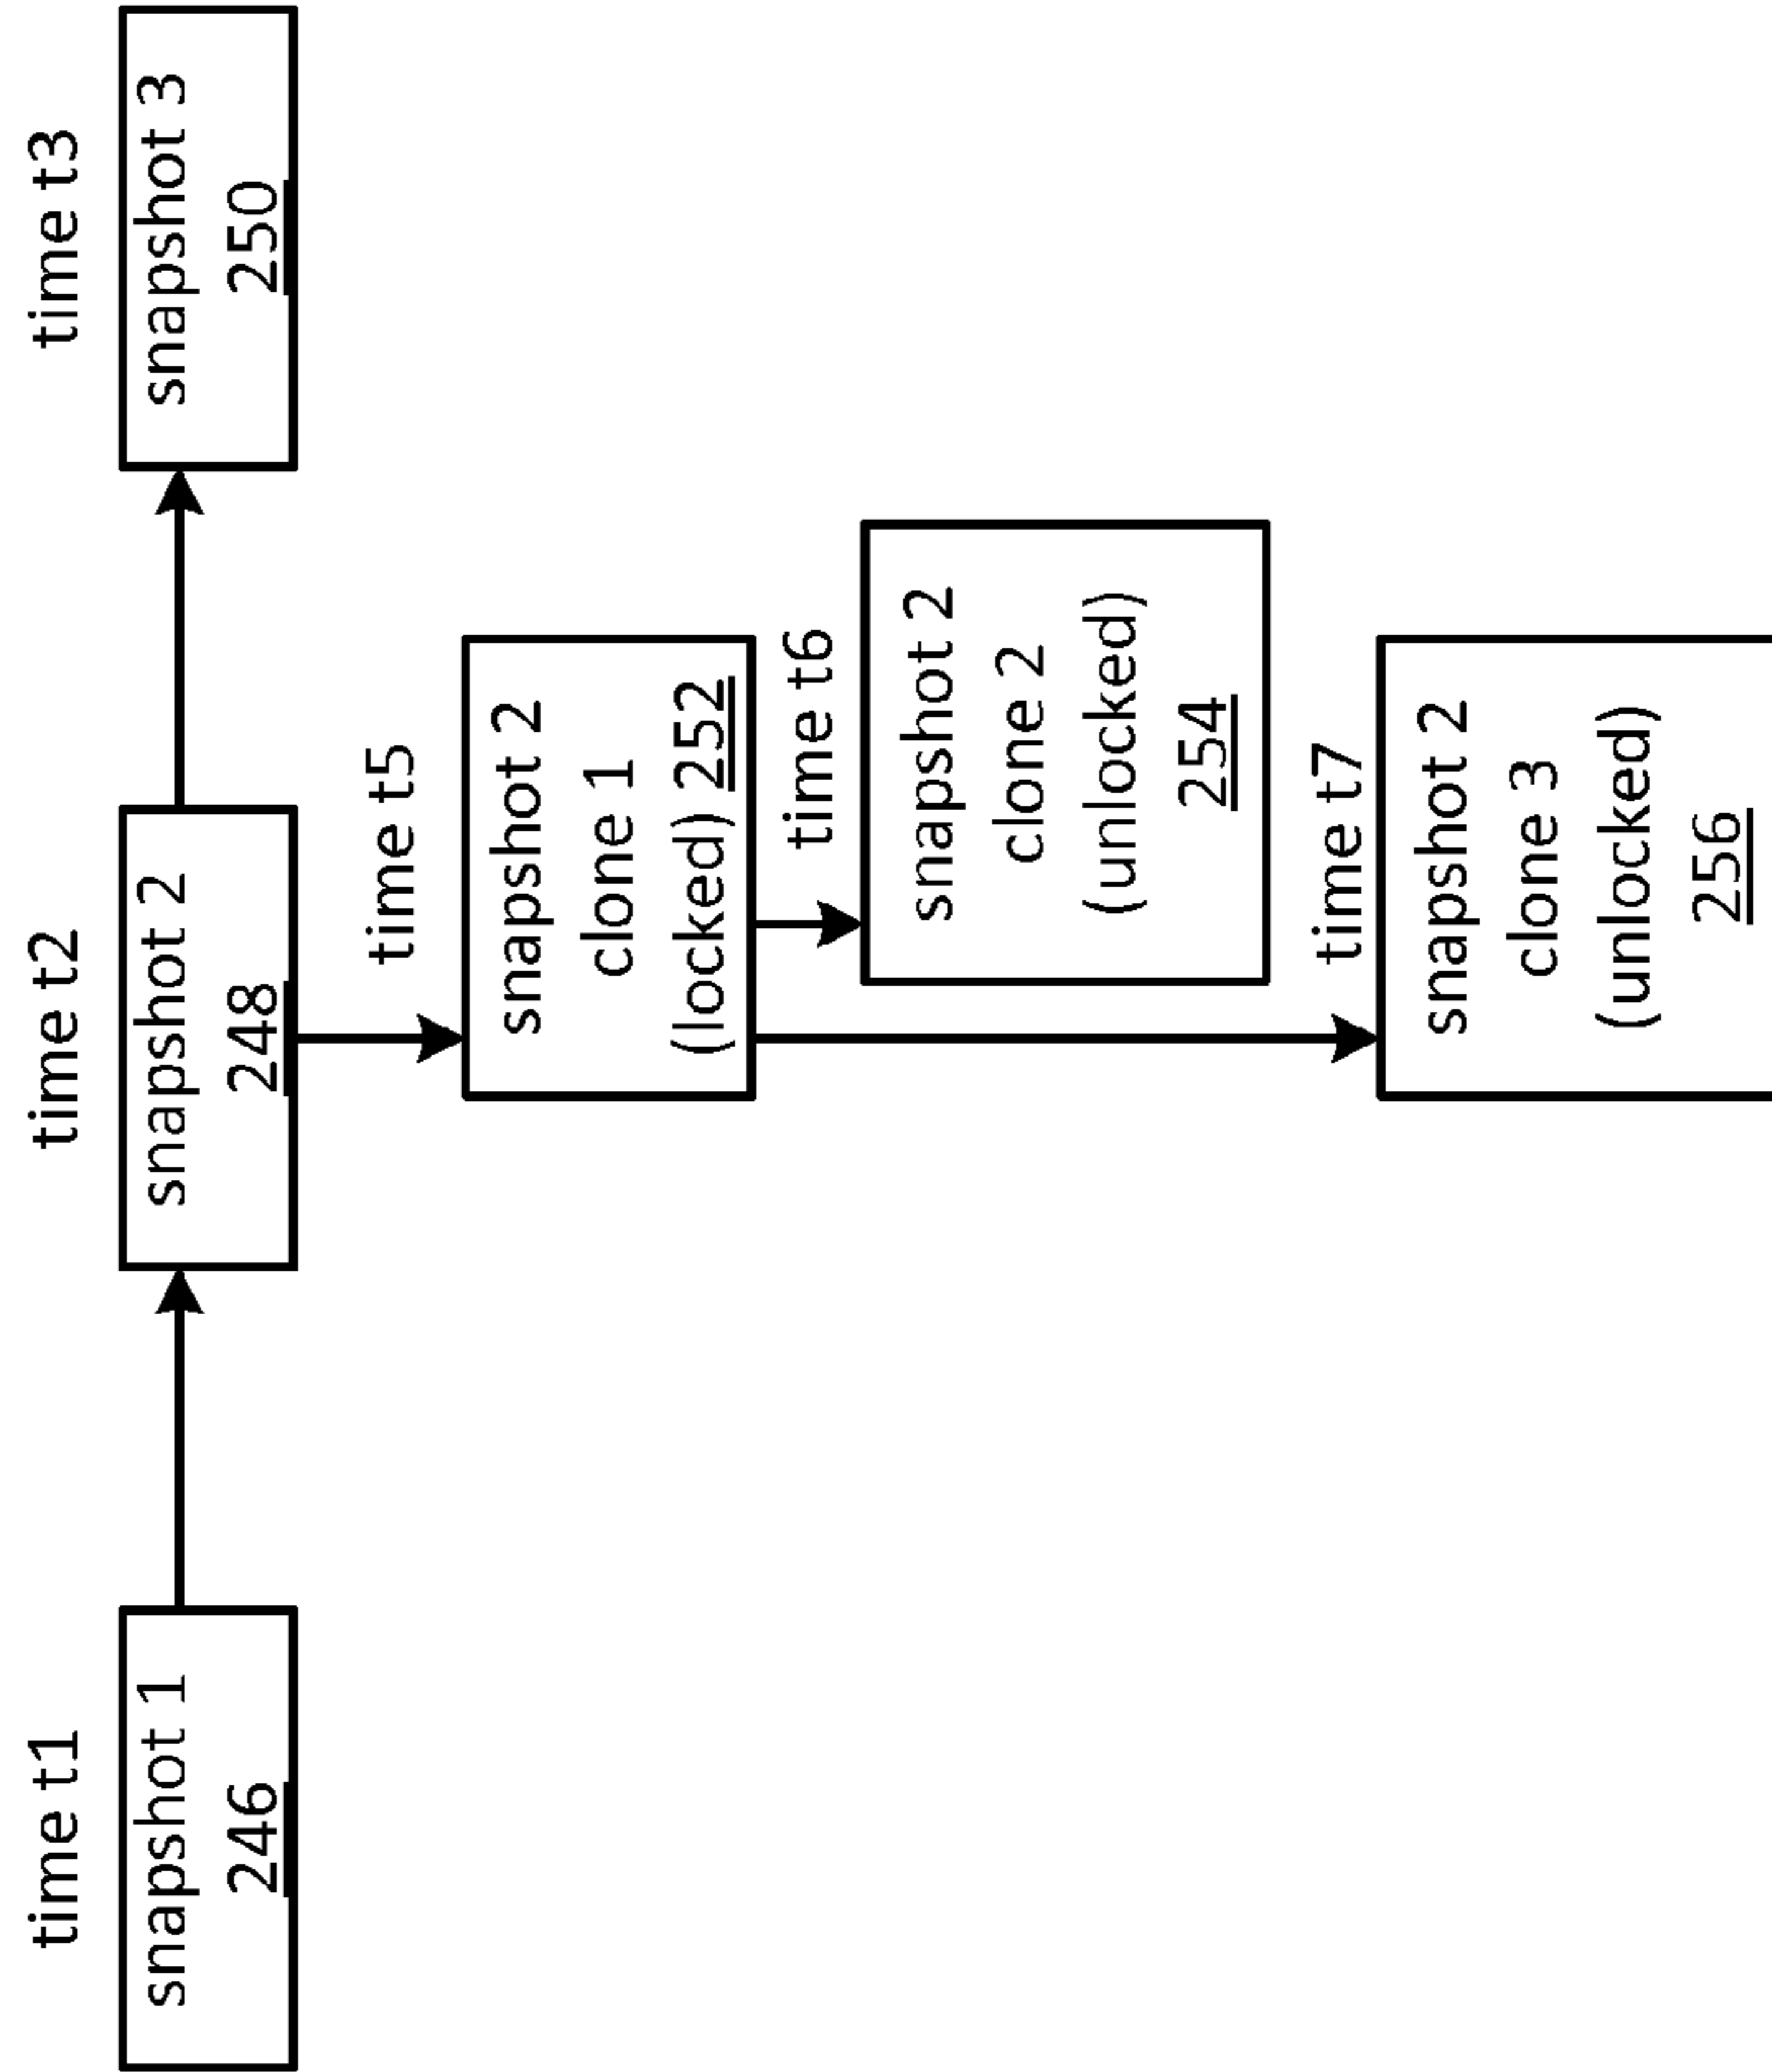 time t1
snapshot 1
246
time t2
snapshot 2
248
time t3
snapshot 3
250
time t5
snapshot 2
clone 1
(locked) 252
time t6
snapshot 2
clone 2
(unlocked)
254
time t7
snapshot 2
clone 3
(unlocked)
256